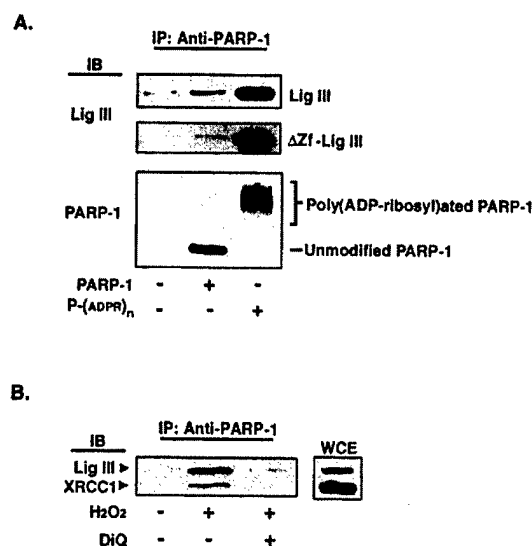 A.
IP: Anti-PARP-1
IB
Lig III
Lig III
ΔZf-Lig III
PARP-1
Poly(ADP-ribosyl)ated PARP-1
Unmodified PARP-1
PARP-1 - + -
P-(ADPR)n - - +
B.
IP: Anti-PARP-1
IB
WCE
Lig III
XRCC1
H2O2 - + +
DiQ - - +